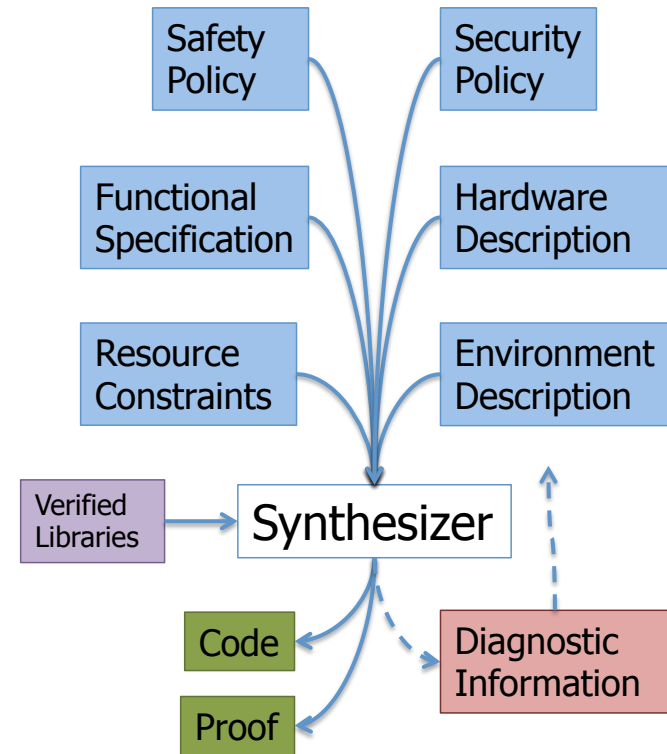 Safety
Policy
Security
Policy
Functional
Specification
Hardware
Description
Resource
Constraints
Environment
Description
Verified
Libraries
Synthesizer
Code
Diagnostic
Information
Proof